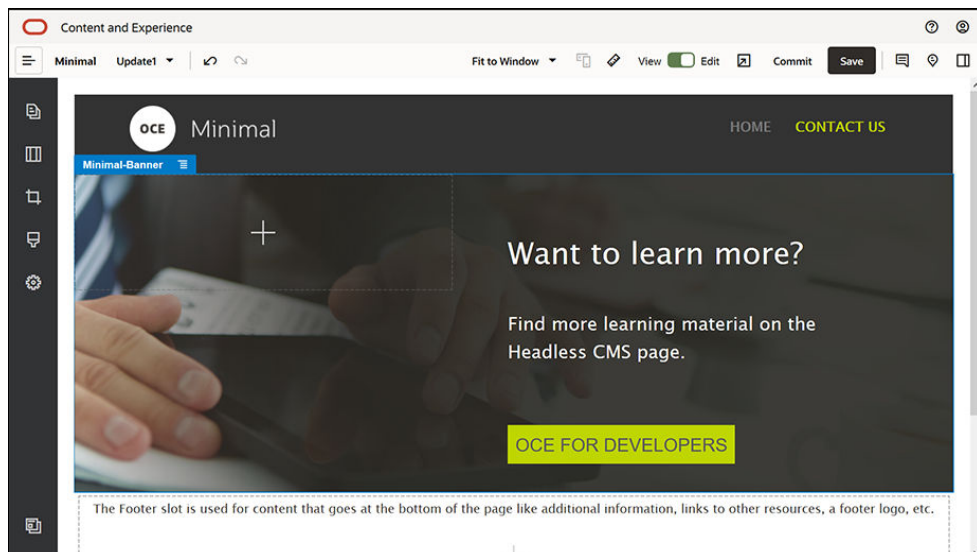 Content and Experience
Minimal Update1 Fit to Window View Edit Commit Save
OCE Minimal HOME CONTACT US
Minimal-Banner
Want to learn more?
Find more learning material on the
Headless CMS page.
OCE FOR DEVELOPERS
The Footer slot is used for content that goes at the bottom of the page like additional information, links to other resources, a footer logo, etc.